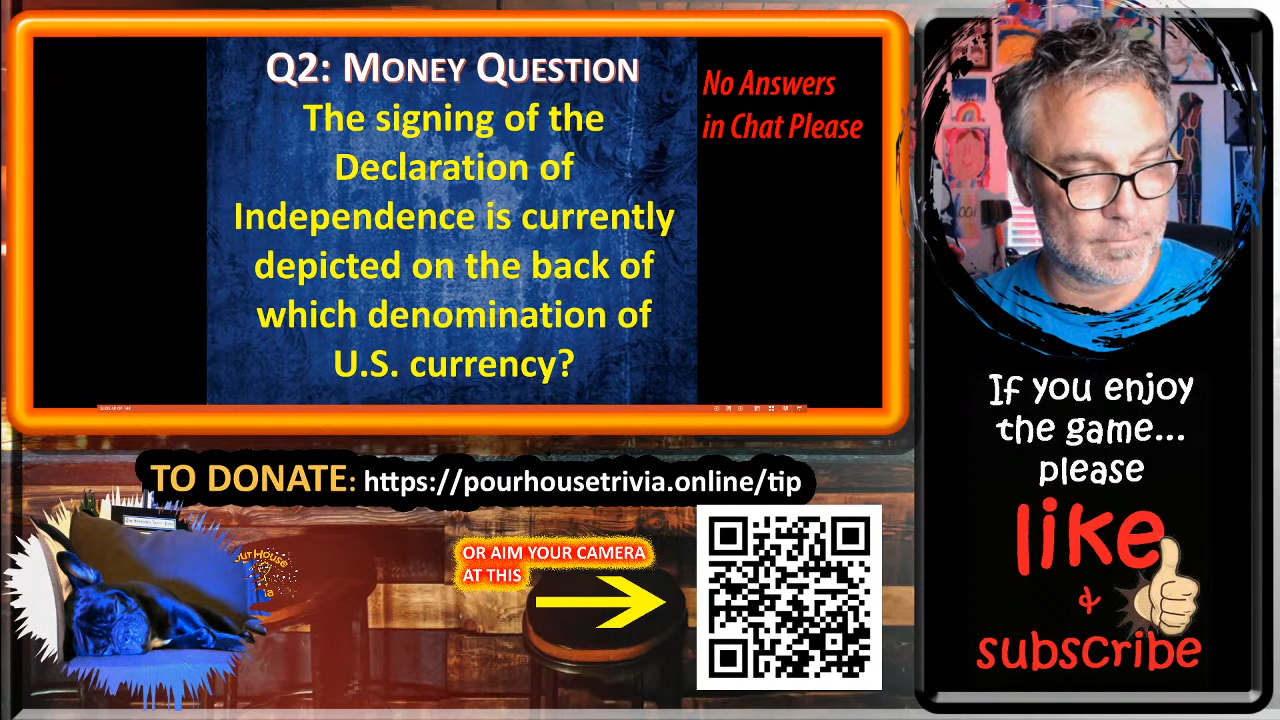 Q2: MONEY QUESTION
The signing of the
Declaration of
Independence is currently
depicted on the back of
which denomination of
U.S. currency?
No Answers
in Chat Please
TO DONATE: https://pourhousetrivia.online/tip
OR AIM YOUR CAMERA
AT THIS
If you enjoy
the game...
please
like
&
subscribe